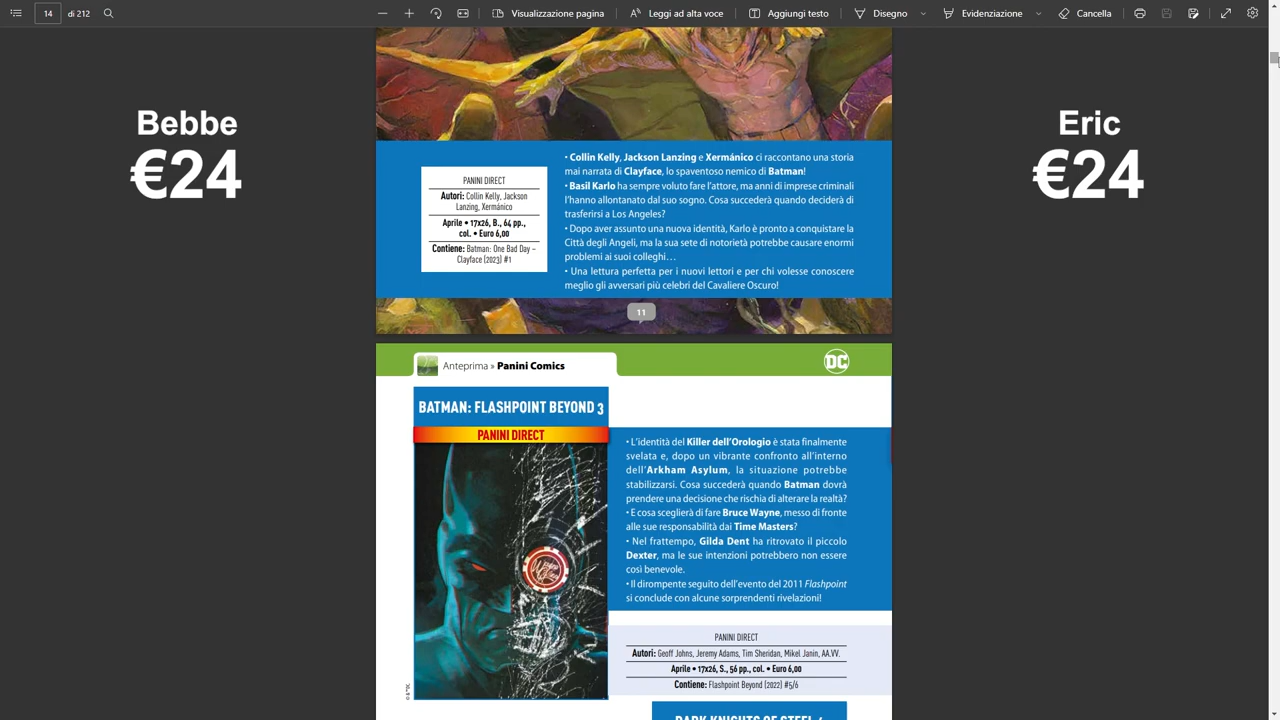 14 di 212
Visualizzazione di pagina
Leggi ad alta voce
Disegno
Evidenziazione
Cancella
Bebbe
€24
Eric
€24
PANINI DIRECT
Autori: Collin Kelly, Jackson
Lanzing, Xermánico
Aprile • 17x26, B., 64 pp.,
col. • Euro 6,00
Contiene: Batman: One Bad Day –
Clayface (2023) #1
• Collin Kelly, Jackson Lanzing e Xermánico ci raccontano una storia
mai narrata di Clayface, lo spaventoso nemico di Batman!
• Basil Karlo ha sempre voluto fare l'attore, ma anni di imprese criminali
l'hanno allontanato dal suo sogno. Cosa succederà quando deciderà di
trasferirsi a Los Angeles?
• Dopo aver assunto una nuova identità, Karlo è pronto a conquistare la
Città degli Angeli, ma la sua sete di notorietà potrebbe causare enormi
problemi ai suoi colleghi…
• Una lettura perfetta per i nuovi lettori e per chi volesse conoscere
meglio gli avversari più celebri del Cavaliere Oscuro!
11
Anteprima » Panini Comics
DC
BATMAN: FLASHPOINT BEYOND 3
PANINI DIRECT
• L'identità del Killer dell'Orologio è stata finalmente
svelata e, dopo un vibrante confronto all'interno
dell'Arkham Asylum, la situazione potrebbe
stabilizzarsi. Cosa succederà quando Batman dovrà
prendere una decisione che rischia di alterare la realtà?
• E cosa sceglierà di fare Bruce Wayne, messo di fronte
alle sue responsabilità dai Time Masters?
• Nel frattempo, Gilda Dent ha ritrovato il piccolo
Dexter, ma le sue intenzioni potrebbero non essere
così benevole.
• Il dirompente seguito dell'evento del 2011 Flashpoint
si conclude con alcune sorprendenti rivelazioni!
PANINI DIRECT
Autori: Geoff Johns, Jeremy Adams, Tim Sheridan, Mikel Janin, AA.VV.
Aprile • 17x26, S., 56 pp., col. • Euro 6,00
Contiene: Flashpoint Beyond (2022) #5/6
DARK KNIGHTS OF STEEL